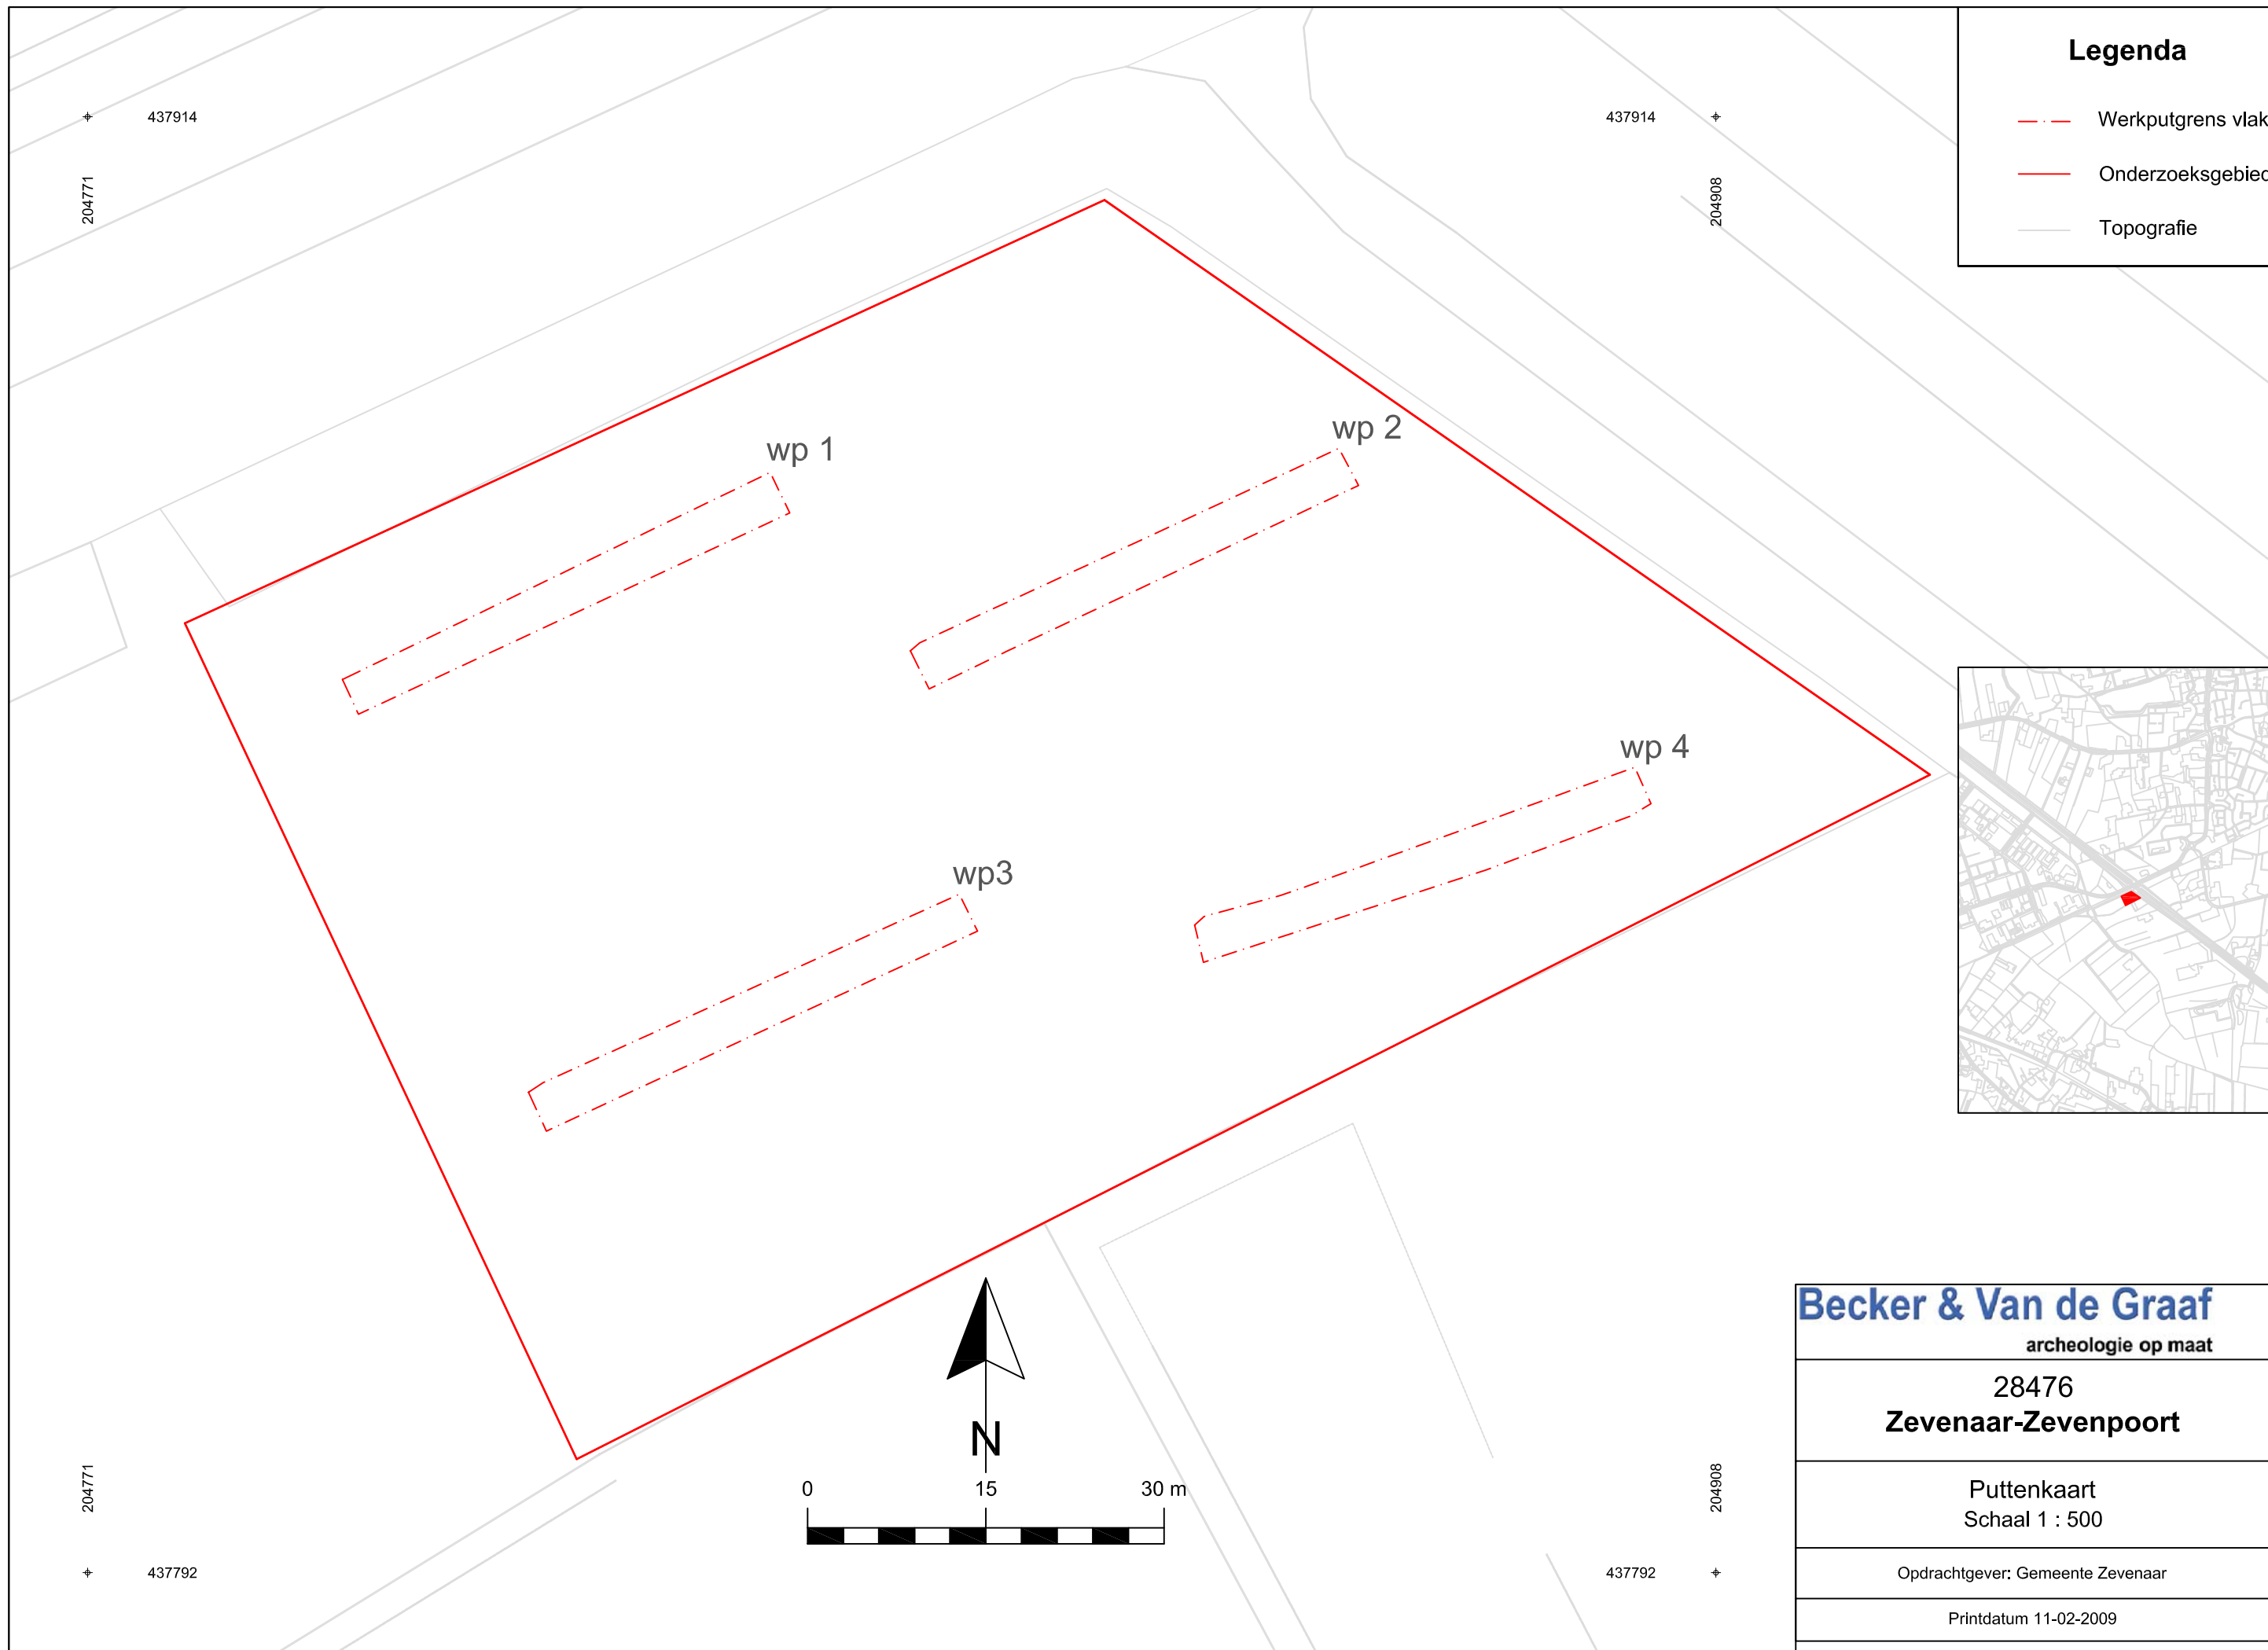 Legenda
Werkputgrens vlak
Onderzoeksgebied
Topografie
437914
437914
204771
204908
wp 1
wp 2
wp 4
wp3
N
0 15 30 m
204771
204908
437792
437792
Becker & Van de Graaf
archeologie op maat
28476
Zevenaar-Zevenpoort
Puttenkaart
Schaal 1 : 500
Opdrachtgever: Gemeente Zevenaar
Printdatum 11-02-2009